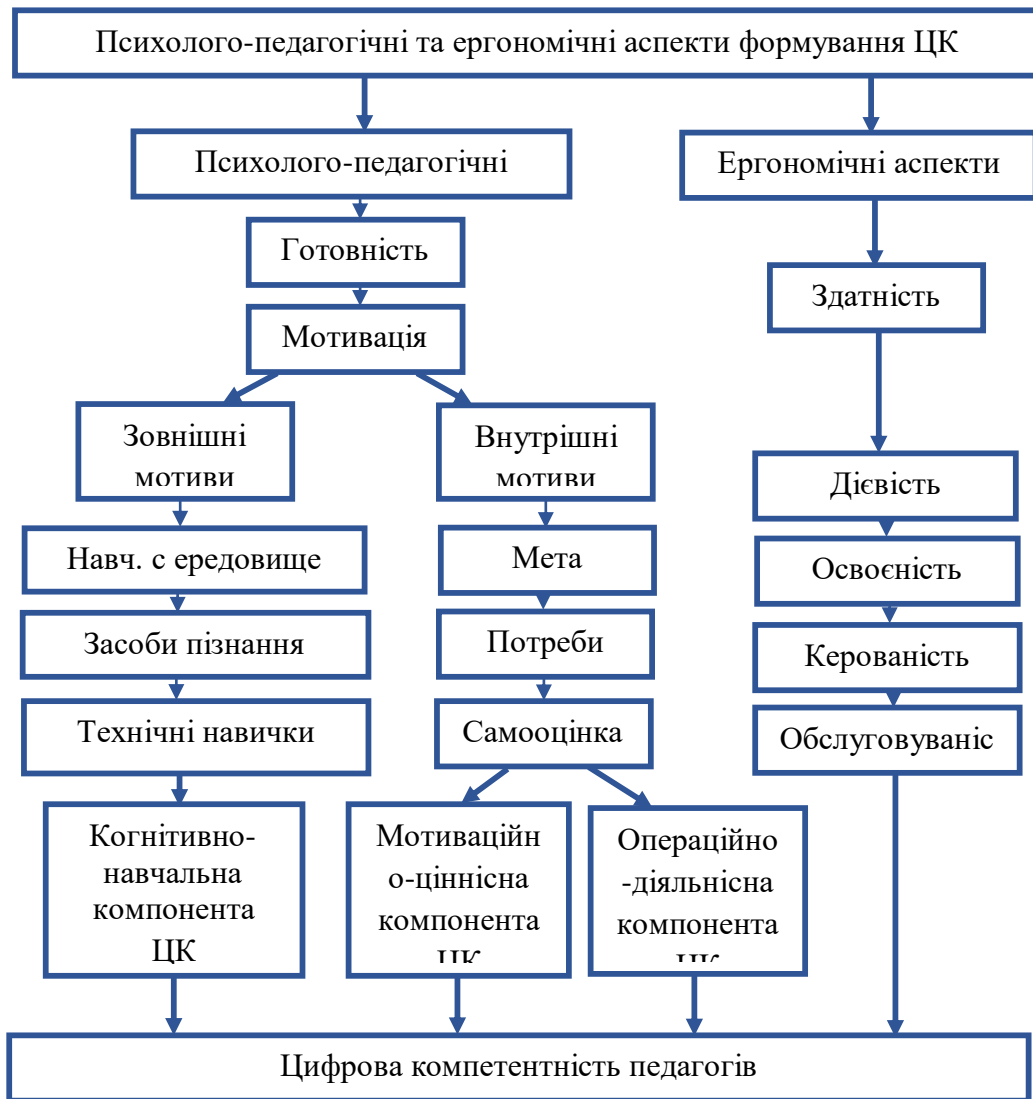 Психолого-педагогічні та ергономічні аспекти формування ЦК
Психолого-педагогічні
Ергономічні аспекти
Готовність
Здатність
Мотивація
Зовнішні
мотиви
Внутрішні
мотиви
Дієвість
Навч. с ередовище
Мета
Освоєність
Засоби пізнання
Потреби
Керованість
Технічні навички
Самооцінка
Обслуговуваніс
Когнітивно-
навчальна
компонента
ЦК
Мотиваційн
о-ціннісна
компонента
ЦК
Операційно
-діяльнісна
компонента
ЦК
Цифрова компетентність педагогів